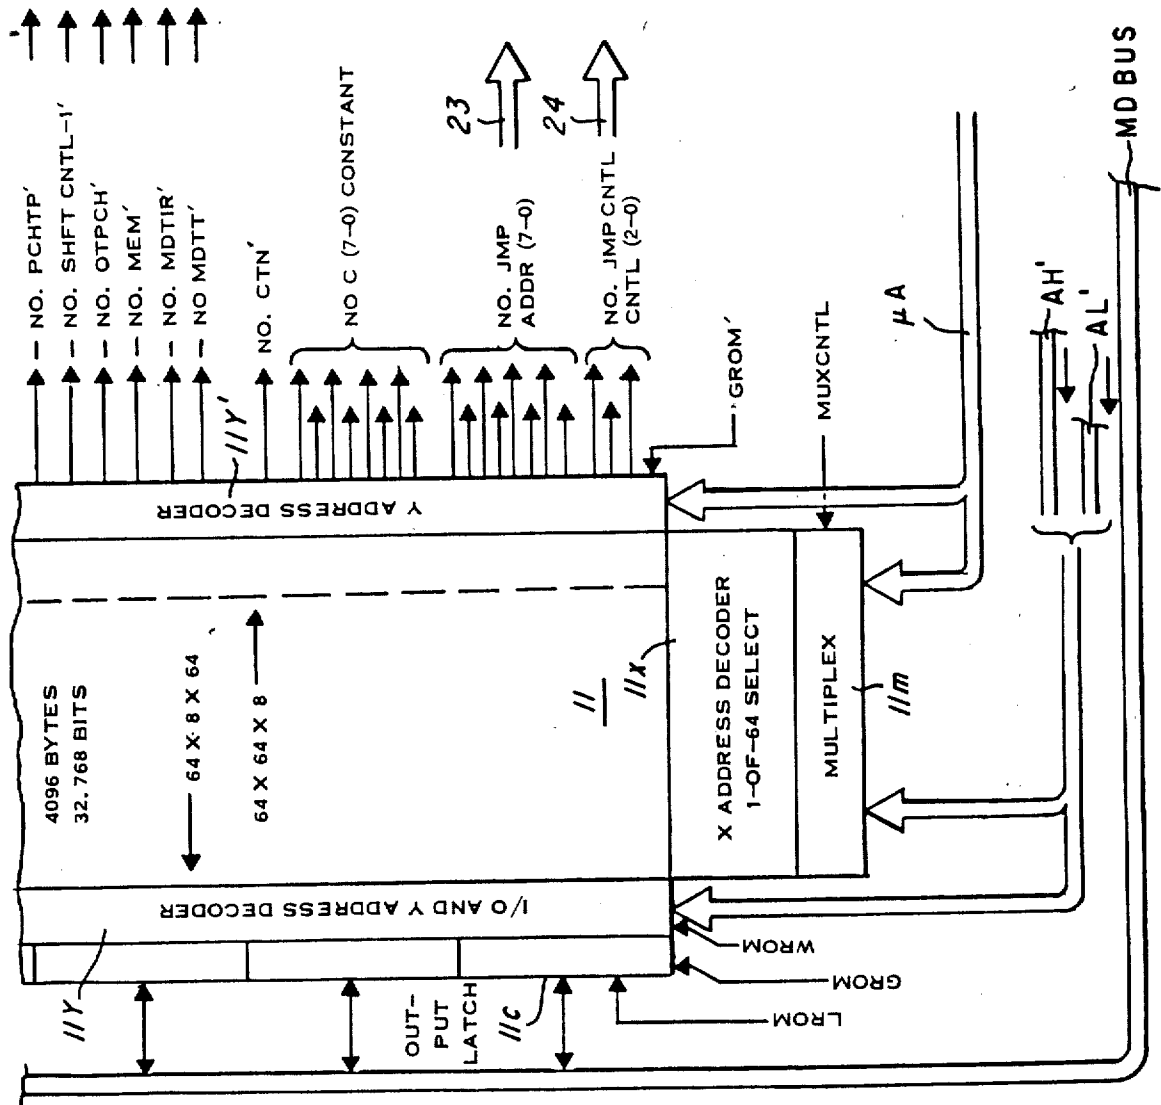 NO. PCHTP′
NO. SHFT CNTL-1′
NO. OTPCH′
NO. MEM′
NO. MDTIR′
NO MDTT′
NO. CTN′
NO C (7-0) CONSTANT
NO. JMP
ADDR (7-0)
23
NO. JMPCNTL
CNTL (2-0)
24
GROM′
MUXCNTL
μA
AH'
AL'
MD BUS
11Y'
Y ADDRESS DECODER
4096 BYTES
32.768 BITS
64 X 8 X 64
64 X 64 X 8
11
11X
X ADDRESS DECODER
1-OF-64 SELECT
MULTIPLEX
11m
I/O AND Y ADDRESS DECODER
11Y
OUT-
PUT
LATCH
11c
WROM
GROM
LROM